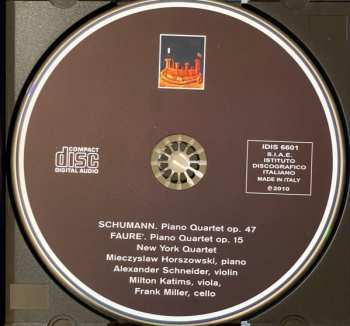 COMPACT
disc
DIGITAL AUDIO
IDIS 6601
S.I.A.E.
ISTITUTO
DISCOGRAFICO
ITALIANO
MADE IN ITALY
℗2010
SCHUMANN. Piano Quartet op. 47
FAURE'. Piano Quartet op. 15
New York Quartet
Mieczyslaw Horszowski, piano
Alexander Schneider, violin
Milton Katims, viola,
Frank Miller, cello